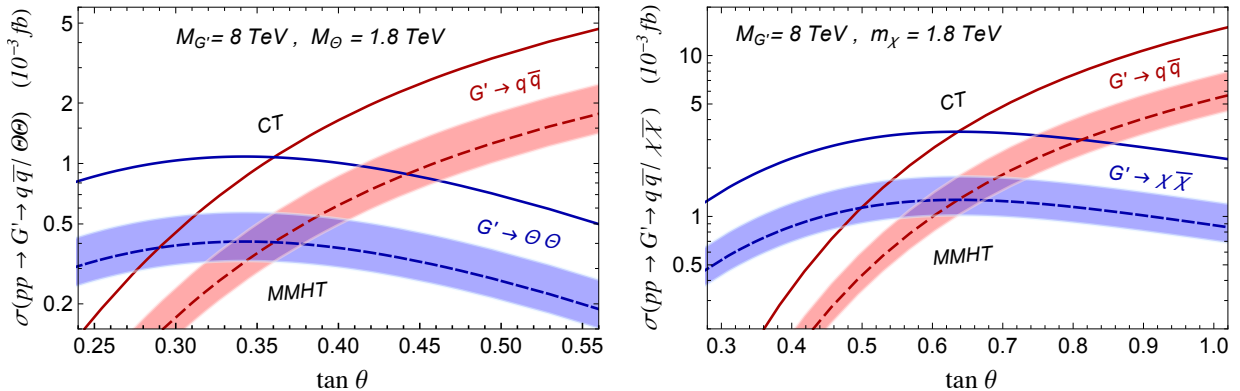 σ(pp → G' → q q̅ / ΘΘ) (10⁻³ fb)
5
2
1
0.5
0.2
M_G' = 8 TeV , M_Θ = 1.8 TeV
G' → q q̅
CT
G' → Θ Θ
MMHT
0.25 0.30 0.35 0.40 0.45 0.50 0.55
tan θ
σ(pp → G' → q q̅ / χ χ̅) (10⁻³ fb)
10
5
1
0.5
M_G' = 8 TeV , m_χ = 1.8 TeV
G' → q q̅
CT
G' → χ χ̅
MMHT
0.3 0.4 0.5 0.6 0.7 0.8 0.9 1.0
tan θ